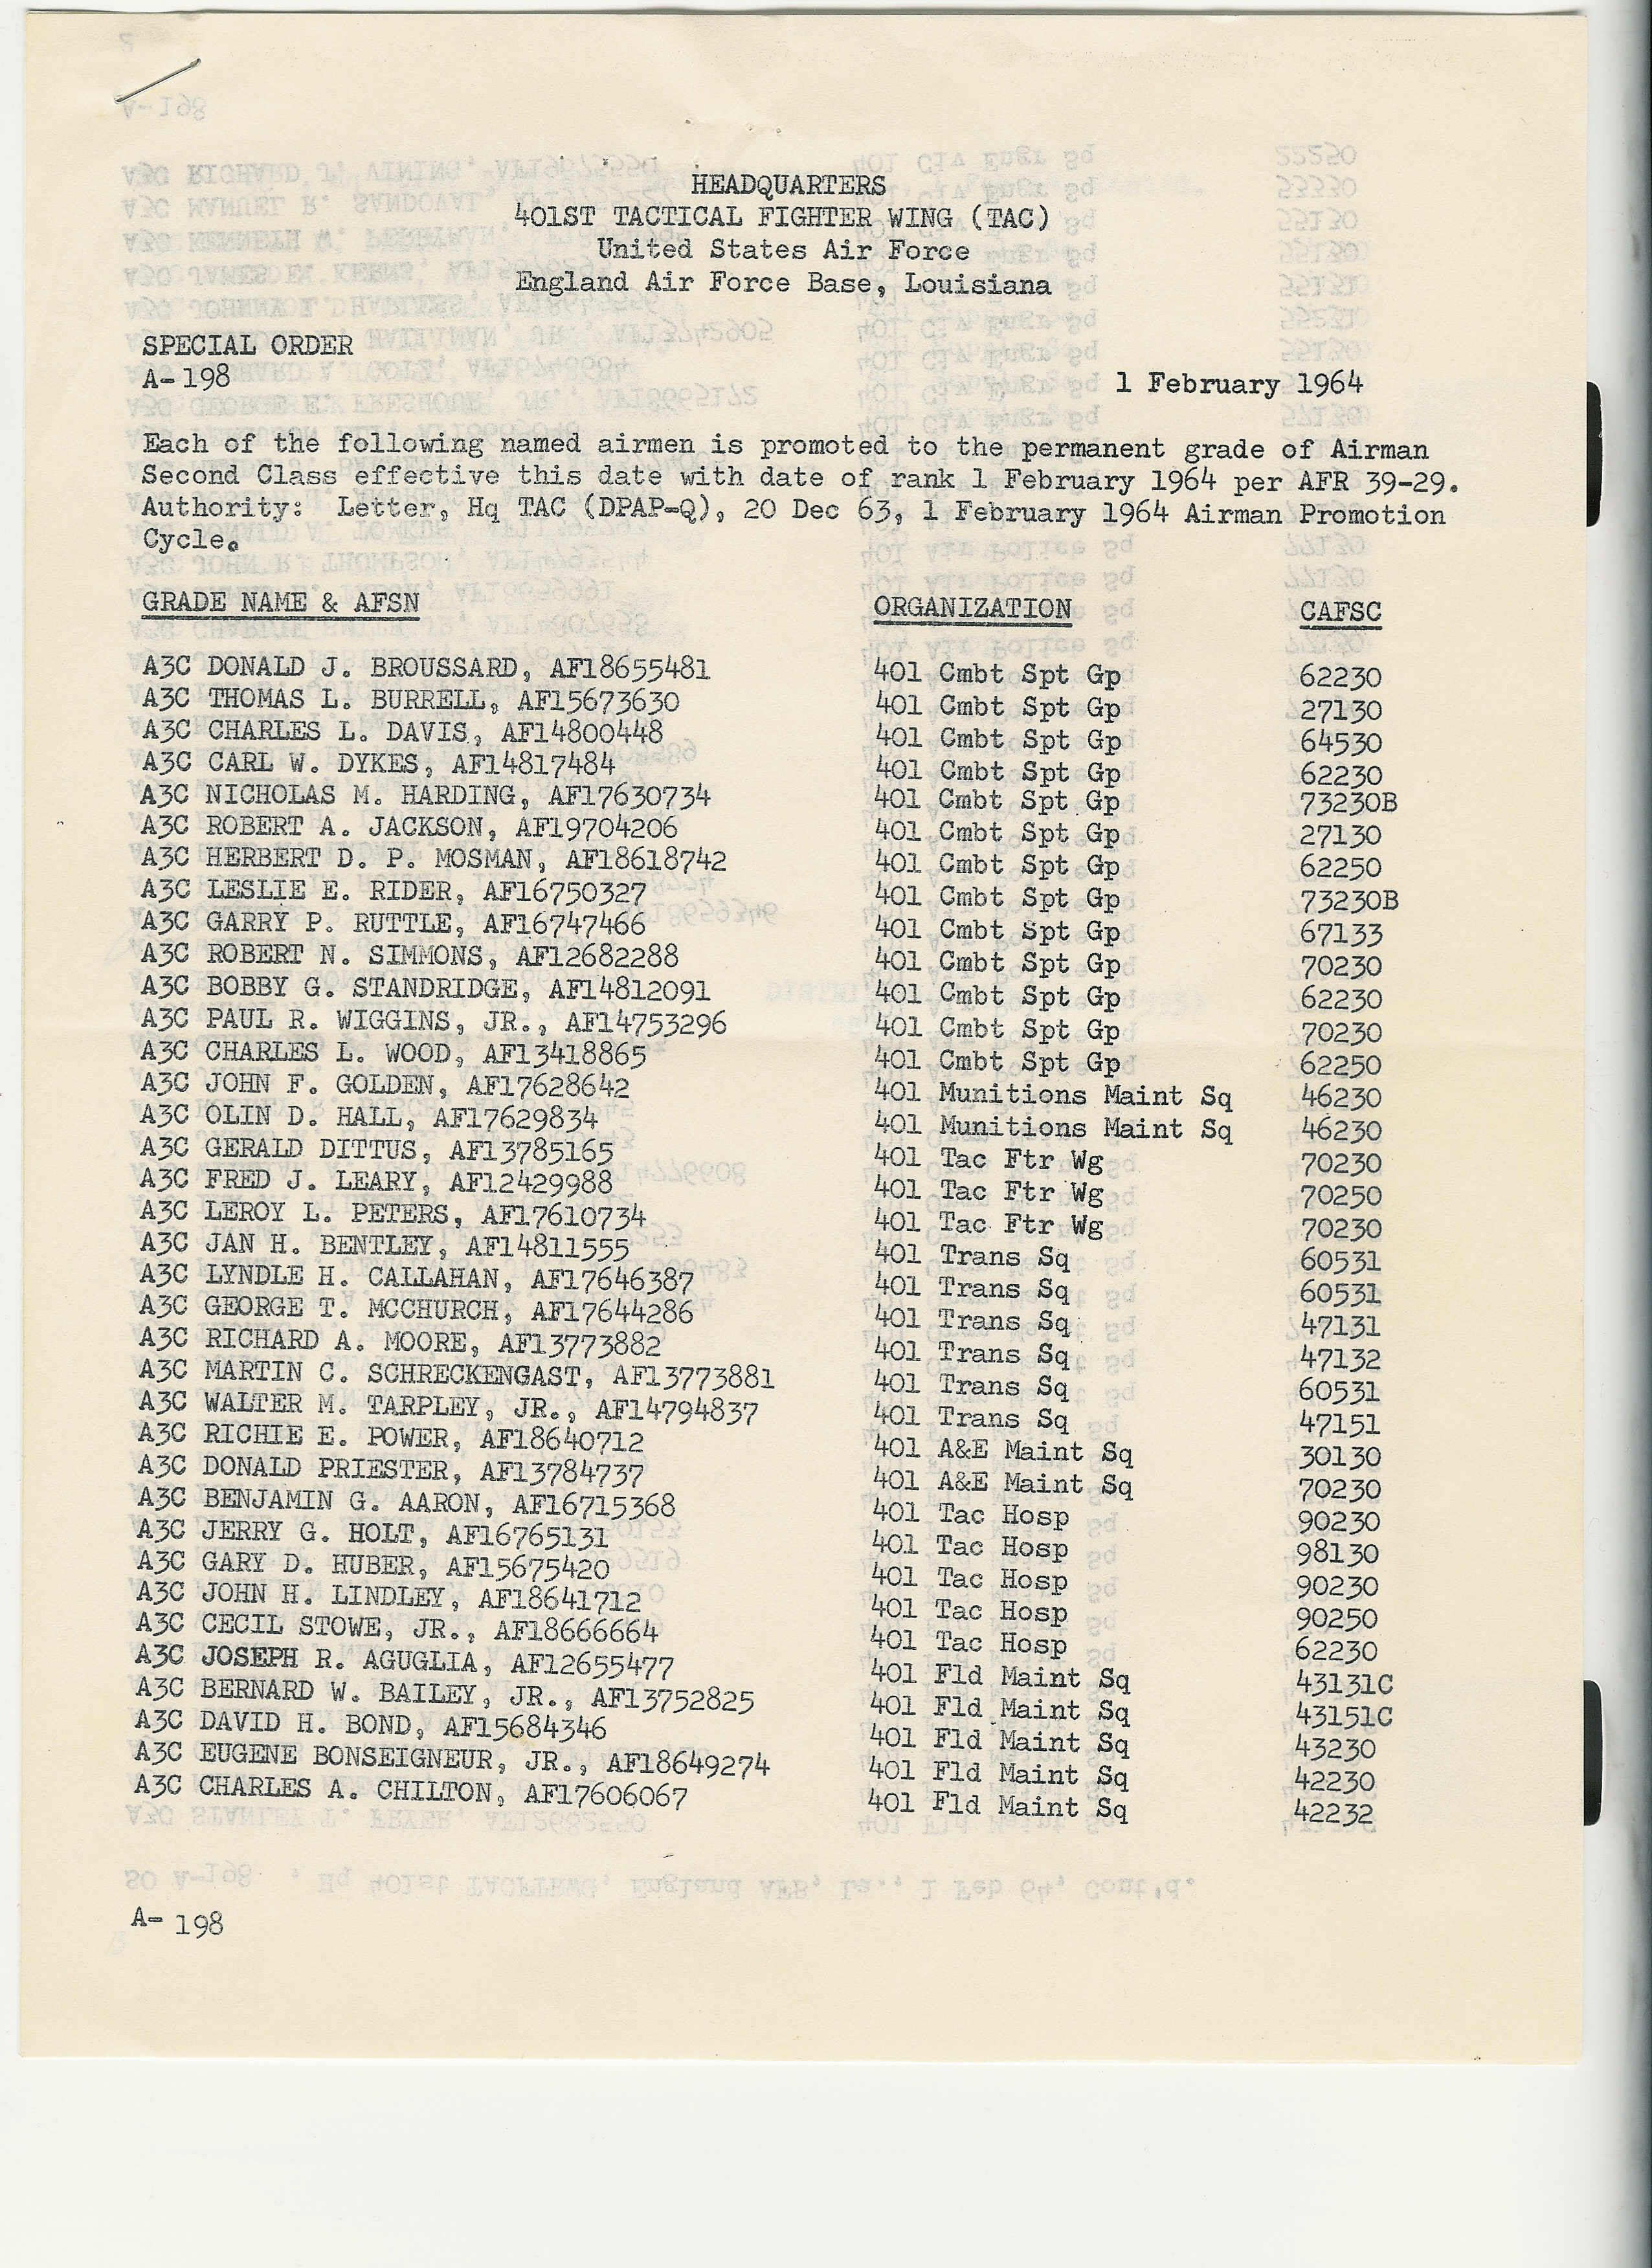 HEADQUARTERS
401ST TACTICAL FIGHTER WING (TAC)
United States Air Force
England Air Force Base, Louisiana
SPECIAL ORDER
A-198 1 February 1964
Each of the following named airmen is promoted to the permanent grade of Airman
Second Class effective this date with date of rank 1 February 1964 per AFR 39-29.
Authority: Letter, Hq TAC (DPAP-Q), 20 Dec 63, 1 February 1964 Airman Promotion
Cycle.
GRADE NAME & AFSN ORGANIZATION CAFSC
A3C DONALD J. BROUSSARD, AF18655481 401 Cmbt Spt Gp 62230
A3C THOMAS L. BURRELL, AF15673630 401 Cmbt Spt Gp 27130
A3C CHARLES L. DAVIS, AF14800448 401 Cmbt Spt Gp 64530
A3C CARL W. DYKES, AF14817484 401 Cmbt Spt Gp 62230
A3C NICHOLAS M. HARDING, AF17630734 401 Cmbt Spt Gp 73230B
A3C ROBERT A. JACKSON, AF19704206 401 Cmbt Spt Gp 27130
A3C HERBERT D. P. MOSMAN, AF18618742 401 Cmbt Spt Gp 62250
A3C LESLIE E. RIDER, AF16750327 401 Cmbt Spt Gp 73230B
A3C GARRY P. RUTTLE, AF16747466 401 Cmbt Spt Gp 67133
A3C ROBERT N. SIMMONS, AF12682288 401 Cmbt Spt Gp 70230
A3C BOBBY G. STANDRIDGE, AF14812091 401 Cmbt Spt Gp 62230
A3C PAUL R. WIGGINS, JR., AF14753296 401 Cmbt Spt Gp 70230
A3C CHARLES L. WOOD, AF13418865 401 Cmbt Spt Gp 62250
A3C JOHN F. GOLDEN, AF17628642 401 Munitions Maint Sq 46230
A3C OLIN D. HALL, AF17629834 401 Munitions Maint Sq 46230
A3C GERALD DITTUS, AF13785165 401 Tac Ftr Wg 70230
A3C FRED J. LEARY, AF12429988 401 Tac Ftr Wg 70250
A3C LEROY L. PETERS, AF17610734 401 Tac Ftr Wg 70230
A3C JAN H. BENTLEY, AF14811555 401 Trans Sq 60531
A3C LYNDLE H. CALLAHAN, AF17646387 401 Trans Sq 60531
A3C GEORGE T. MCCHURCH, AF17644286 401 Trans Sq 47131
A3C RICHARD A. MOORE, AF13773882 401 Trans Sq 47132
A3C MARTIN C. SCHRECKENGAST, AF13773881 401 Trans Sq 60531
A3C WALTER M. TARPLEY, JR., AF14794837 401 Trans Sq 47151
A3C RICHIE E. POWER, AF18640712 401 A&E Maint Sq 30130
A3C DONALD PRIESTER, AF13784737 401 A&E Maint Sq 70230
A3C BENJAMIN G. AARON, AF16715368 401 Tac Hosp 90230
A3C JERRY G. HOLT, AF16765131 401 Tac Hosp 98130
A3C GARY D. HUBER, AF15675420 401 Tac Hosp 90230
A3C JOHN H. LINDLEY, AF18641712 401 Tac Hosp 90250
A3C CECIL STOWE, JR., AF18666664 401 Tac Hosp 62230
A3C JOSEPH R. AGUGLIA, AF12655477 401 Fld Maint Sq 43131C
A3C BERNARD W. BAILEY, JR., AF13752825 401 Fld Maint Sq 43151C
A3C DAVID H. BOND, AF15684346 401 Fld Maint Sq 43230
A3C EUGENE BONSEIGNEUR, JR., AF18649274 401 Fld Maint Sq 42230
A3C CHARLES A. CHILTON, AF17606067 401 Fld Maint Sq 42232
A- 198